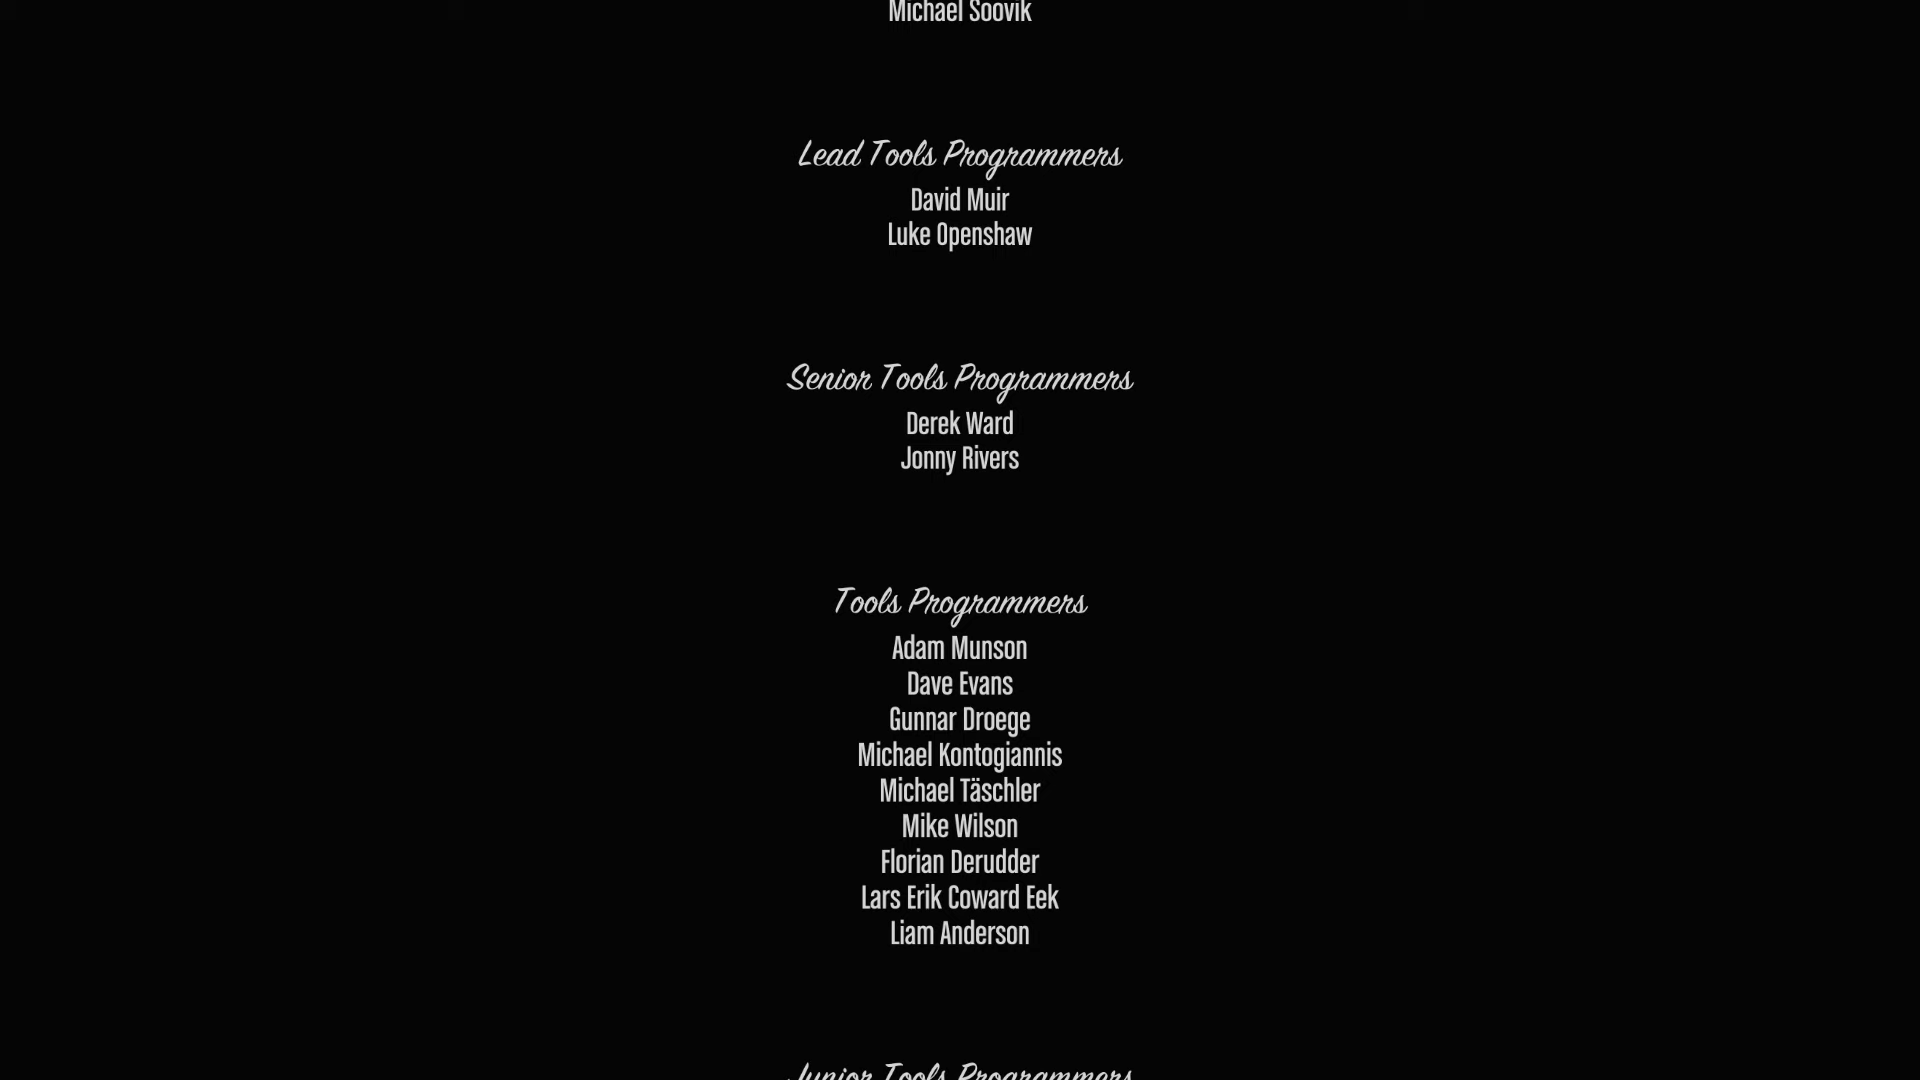 Michael Soovik
Lead Tools Programmers
David Muir
Luke Openshaw
Senior Tools Programmers
Derek Ward
Jonny Rivers
Tools Programmers
Adam Munson
Dave Evans
Gunnar Droege
Michael Kontogiannis
Michael Täschler
Mike Wilson
Florian Derudder
Lars Erik Coward Eek
Liam Anderson
Junior Tools Programmers